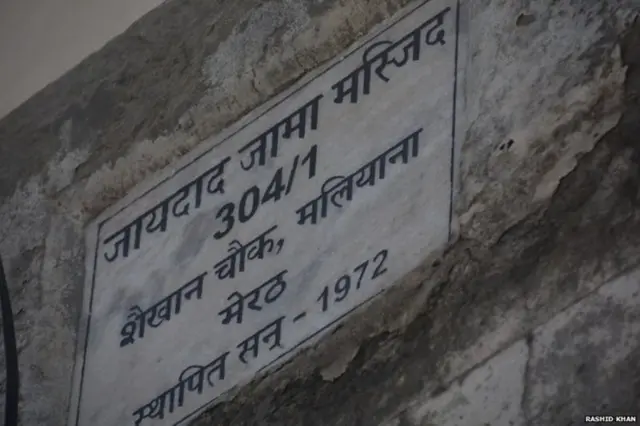 जायदाद जामा मस्जिद
304/1
शैखान चौक, मलियाना
मेरठ
स्थापित सन् - 1972
RASHID KHAN